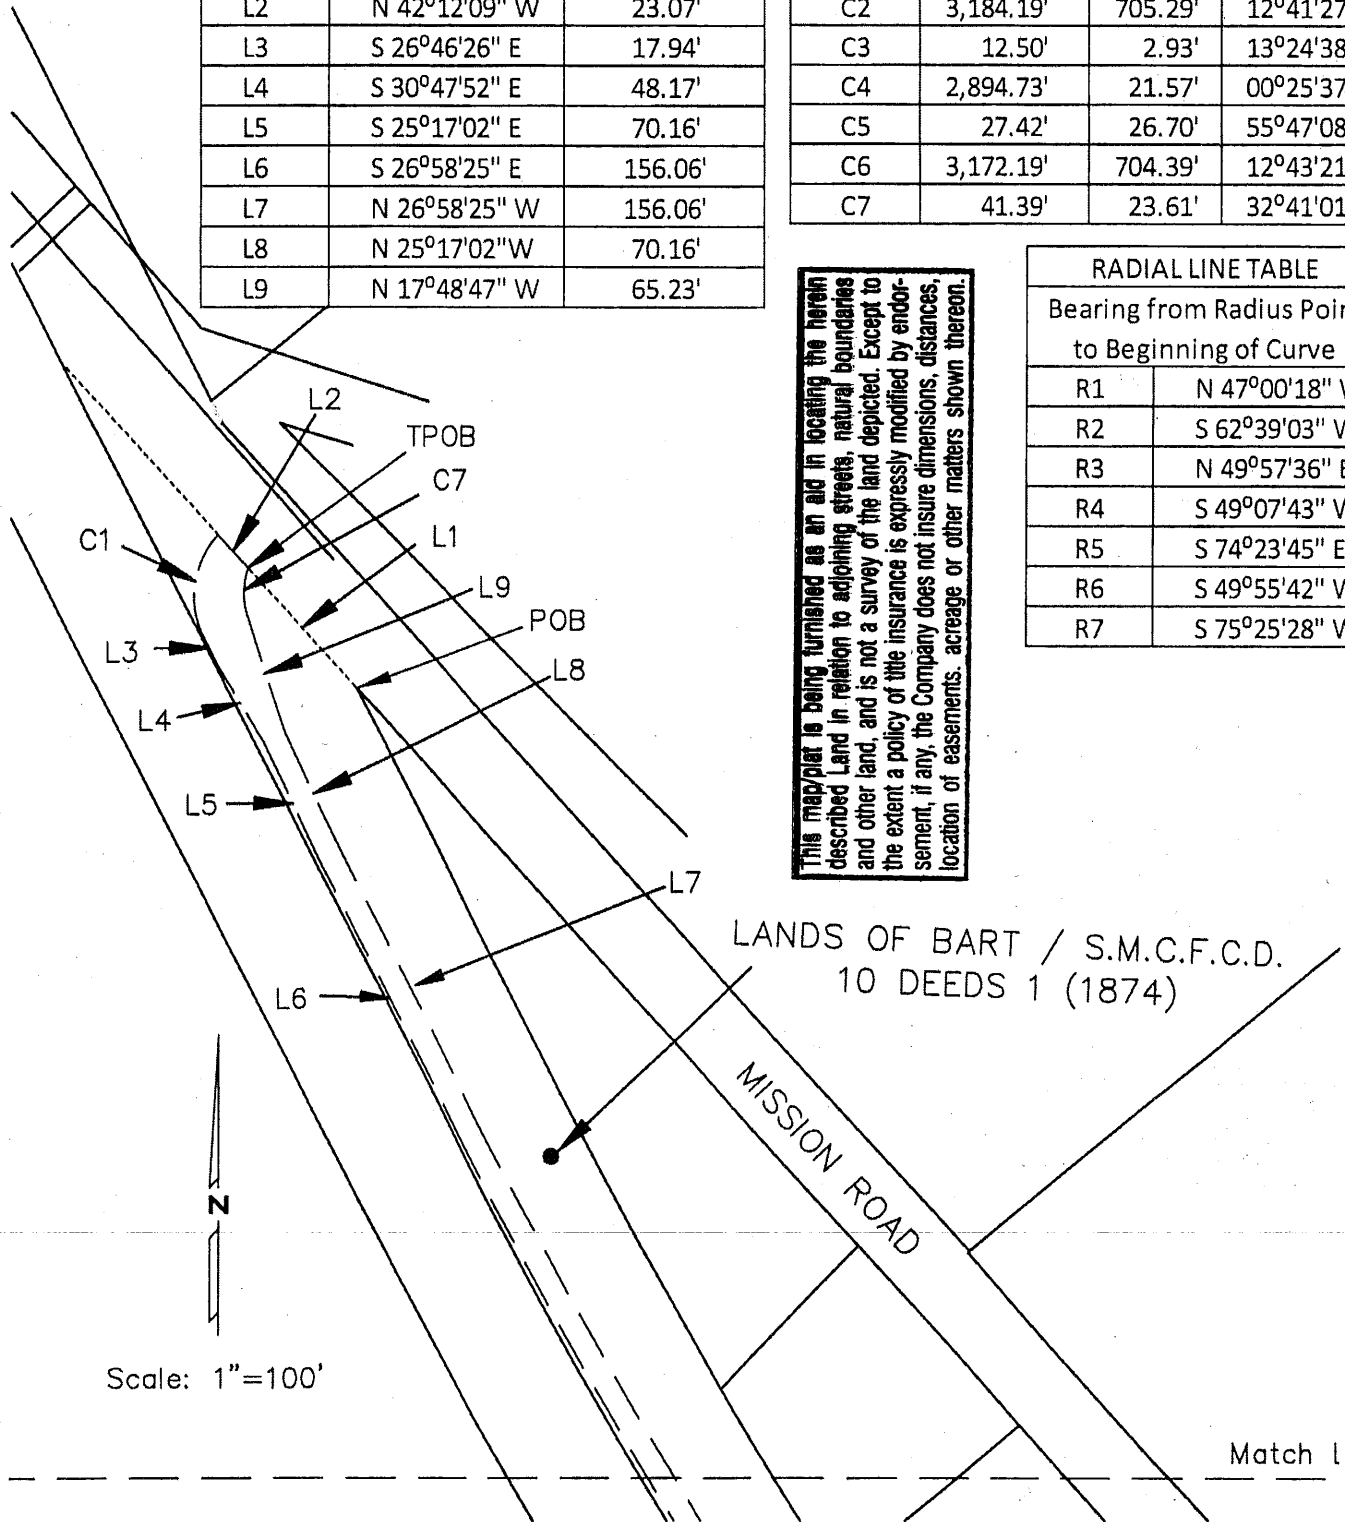 L2 N 42°12'09" W 23.07'
L3 S 26°46'26" E 17.94'
L4 S 30°47'52" E 48.17'
L5 S 25°17'02" E 70.16'
L6 S 26°58'25" E 156.06'
L7 N 26°58'25" W 156.06'
L8 N 25°17'02"W 70.16'
L9 N 17°48'47" W 65.23'
C2 3,184.19' 705.29' 12°41'27
C3 12.50' 2.93' 13°24'38
C4 2,894.73' 21.57' 00°25'37
C5 27.42' 26.70' 55°47'08
C6 3,172.19' 704.39' 12°43'21
C7 41.39' 23.61' 32°41'01
RADIAL LINE TABLE
Bearing from Radius Poin
to Beginning of Curve
R1 N 47°00'18" W
R2 S 62°39'03" W
R3 N 49°57'36" E
R4 S 49°07'43" W
R5 S 74°23'45" E
R6 S 49°55'42" W
R7 S 75°25'28" W
This map/plat is being furnished as an aid in locating the herein
described Land in relation to adjoining streets, natural boundaries
and other land, and is not a survey of the land depicted. Except to
the extent a policy of title insurance is expressly modified by endor-
sement, if any, the Company does not insure dimensions, distances,
location of easements. acreage or other matters shown thereon.
L2
TPOB
C7
L1
C1
L9
POB
L3
L8
L4
L5
L7
L6
LANDS OF BART / S.M.C.F.C.D.
10 DEEDS 1 (1874)
MISSION ROAD
N
Scale: 1"=100'
Match l